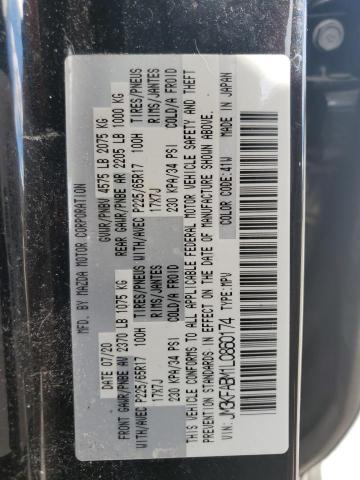 MFD. BY MAZDA MOTOR CORPORATION
07/20 GVWR/PNBV 4575 LB 2075 KG
FRONT GAWR/PNBE AV 2370 LB 1075 KG REAR GAWR/PNBE AR 2205 LB 1000 KG
WITH/AVEC P225/65R17 100H TIRES/PNEUS WITH/AVEC P225/65R17 100H TIRES/PNEUS
17X7J RIMS/JANTES 17X7J RIMS/JANTES
230 KPA/34 PSI COLD/A FROID 230 KPA/34 PSI COLD/A FROID
THIS VEHICLE CONFORMS TO ALL APPLICABLE FEDERAL MOTOR VEHICLE SAFETY AND THEFT
PREVENTION STANDARDS IN EFFECT ON THE DATE OF MANUFACTURE SHOWN ABOVE.
VIN: JM3KFABM1L0860174 TYPE: MPV COLOR CODE: 41W MADE IN JAPAN